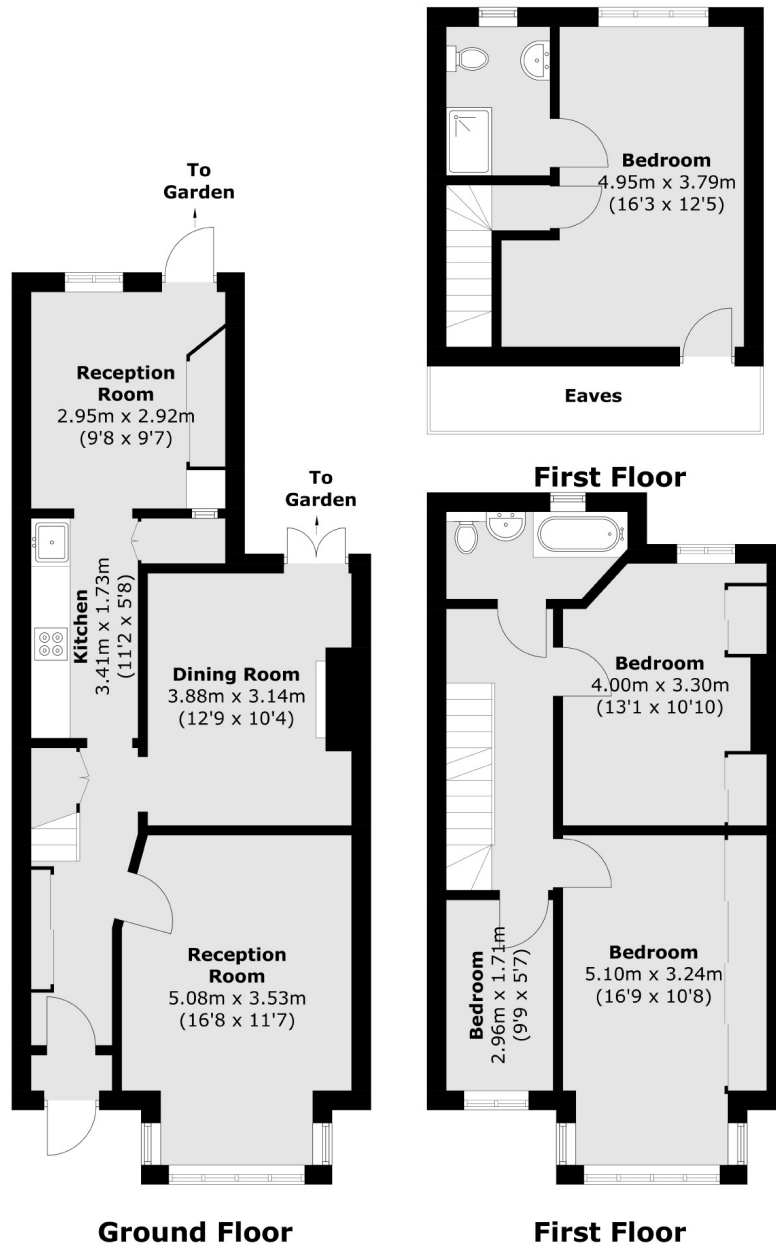 To
Garden
Reception
Room
2.95m x 2.92m
(9'8 x 9'7)
To
Garden
Kitchen
3.41m x 1.73m
(11'2 x 5'8)
Dining Room
3.88m x 3.14m
(12'9 x 10'4)
Reception
Room
5.08m x 3.53m
(16'8 x 11'7)
Ground Floor
Bedroom
4.95m x 3.79m
(16'3 x 12'5)
Eaves
First Floor
Bedroom
4.00m x 3.30m
(13'1 x 10'10)
Bedroom
2.96m x 1.71m
(9'9 x 5'7)
Bedroom
5.10m x 3.24m
(16'9 x 10'8)
First Floor